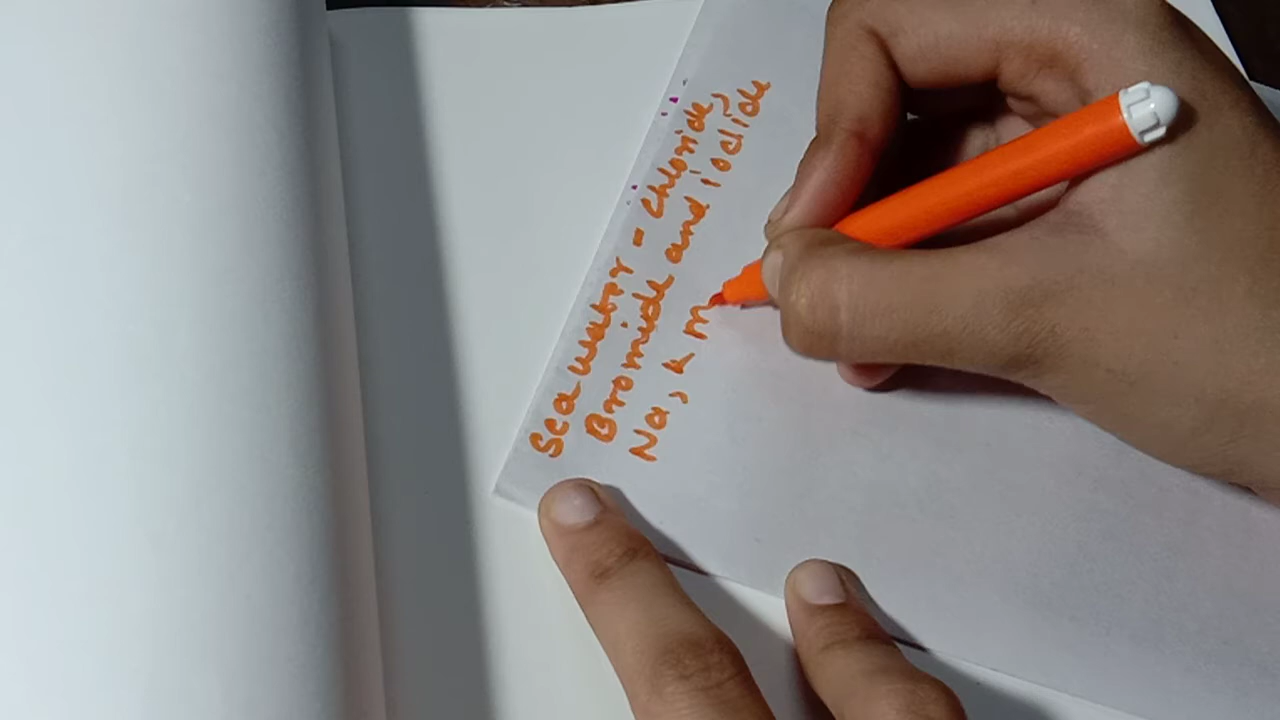 Sea water = chloride,
Bromide and iodide
Na, K m